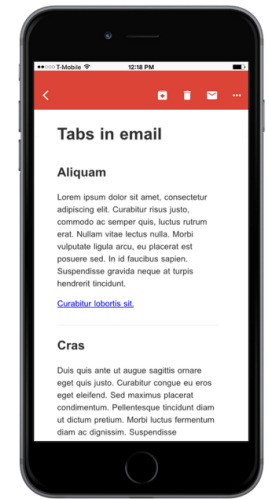 T-Mobile 12:18 PM
Tabs in email
Aliquam
Lorem ipsum dolor sit amet, consectetur
adipiscing elit. Curabitur risus justo,
commodo ac semper quis, luctus rutrum
erat. Nullam vitae lectus nulla. Morbi
vulputate ligula arcu, eu placerat est
posuere sed. In id faucibus sapien.
Suspendisse gravida neque at turpis
hendrerit tincidunt.
Curabitur lobortis sit.
Cras
Duis quis ante ut augue sagittis ornare
eget quis justo. Curabitur congue eu eros
eget eleifend. Sed maximus placerat
condimentum. Pellentesque tincidunt diam
ut dictum pretium. Morbi luctus fermentum
diam ac dignissim. Suspendisse